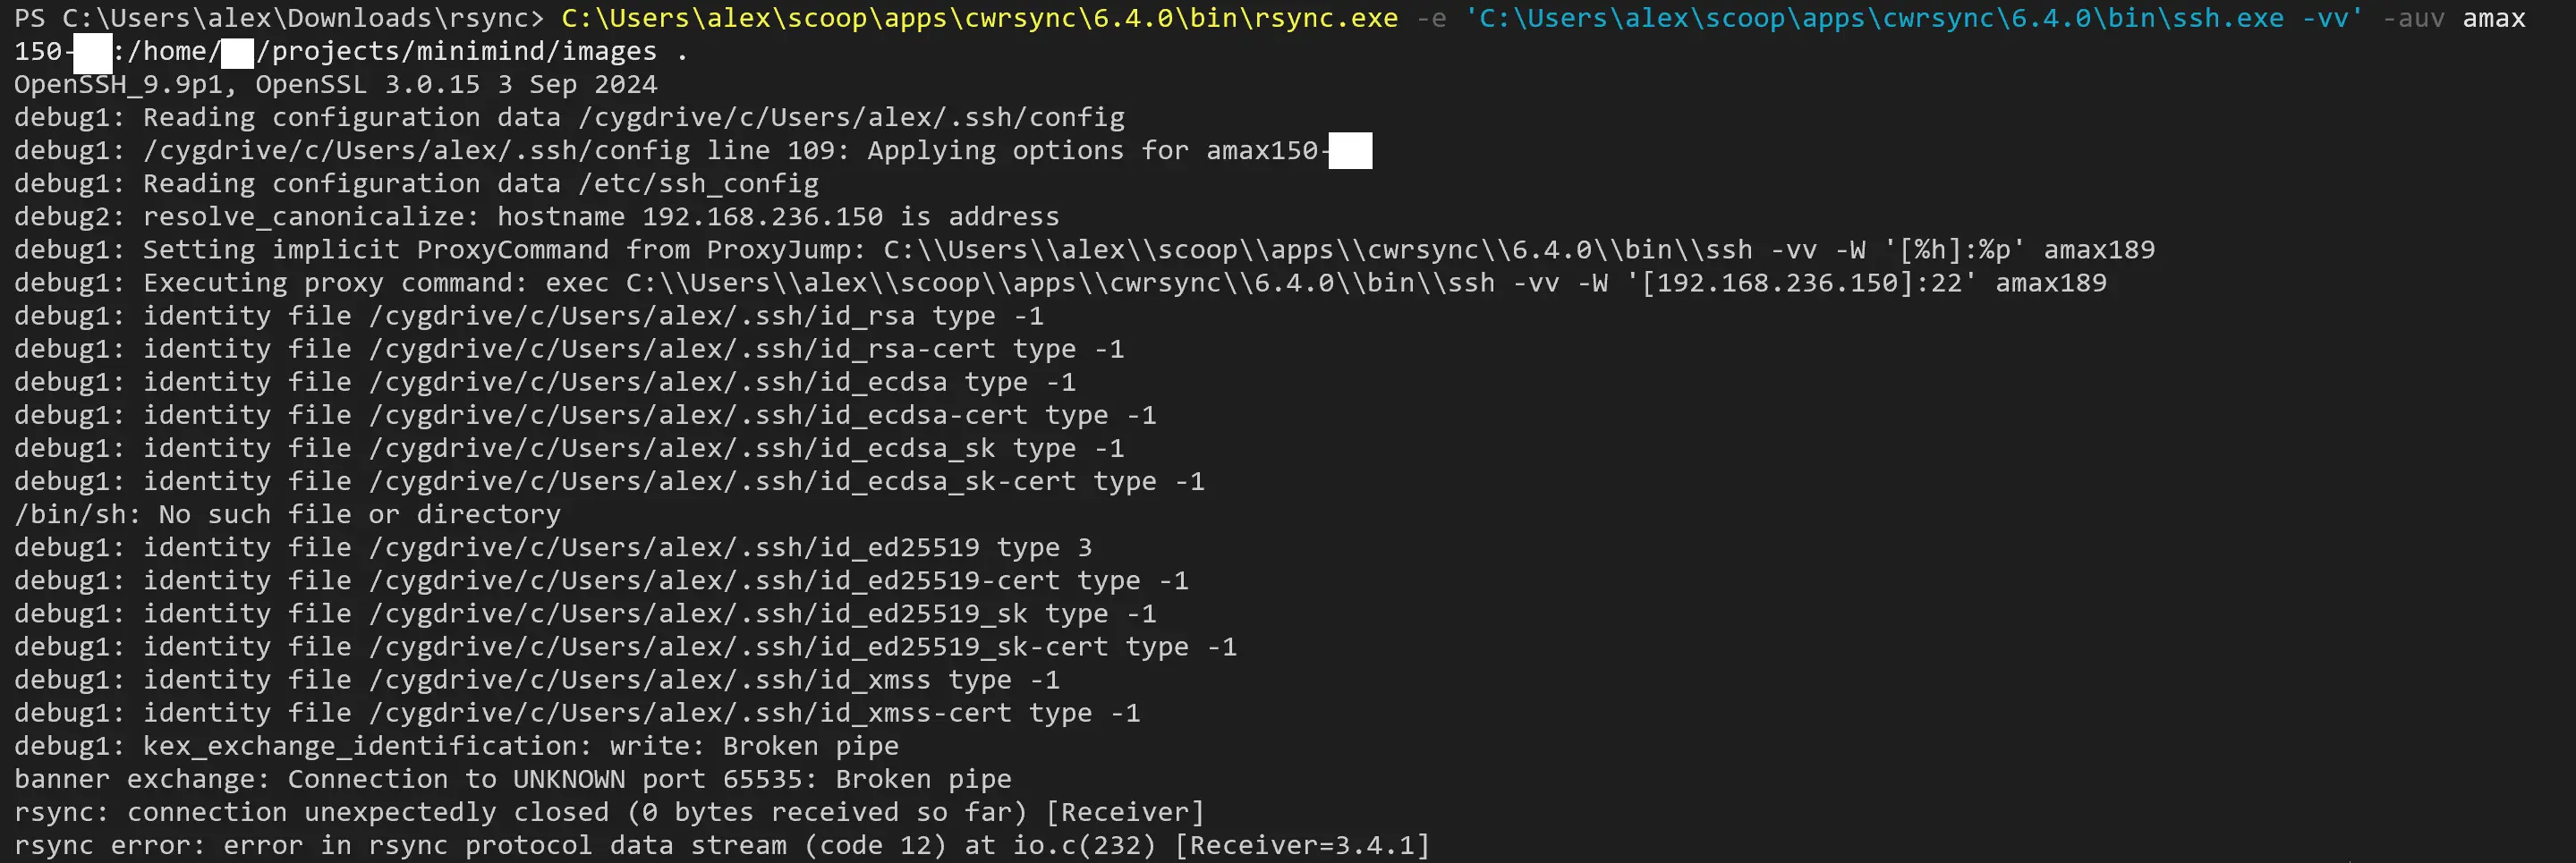 PS C:\Users\alex\Downloads\rsync> C:\Users\alex\scoop\apps\cwrsync\6.4.0\bin\rsync.exe -e 'C:\Users\alex\scoop\apps\cwrsync\6.4.0\bin\ssh.exe -vv' -auv amax
150- :/home/ /projects/minimind/images .
OpenSSH_9.9p1, OpenSSL 3.0.15 3 Sep 2024
debug1: Reading configuration data /cygdrive/c/Users/alex/.ssh/config
debug1: /cygdrive/c/Users/alex/.ssh/config line 109: Applying options for amax150-
debug1: Reading configuration data /etc/ssh_config
debug2: resolve_canonicalize: hostname 192.168.236.150 is address
debug1: Setting implicit ProxyCommand from ProxyJump: C:\\Users\\alex\\scoop\\apps\\cwrsync\\6.4.0\\bin\\ssh -vv -W '[%h]:%p' amax189
debug1: Executing proxy command: exec C:\\Users\\alex\\scoop\\apps\\cwrsync\\6.4.0\\bin\\ssh -vv -W '[192.168.236.150]:22' amax189
debug1: identity file /cygdrive/c/Users/alex/.ssh/id_rsa type -1
debug1: identity file /cygdrive/c/Users/alex/.ssh/id_rsa-cert type -1
debug1: identity file /cygdrive/c/Users/alex/.ssh/id_ecdsa type -1
debug1: identity file /cygdrive/c/Users/alex/.ssh/id_ecdsa-cert type -1
debug1: identity file /cygdrive/c/Users/alex/.ssh/id_ecdsa_sk type -1
debug1: identity file /cygdrive/c/Users/alex/.ssh/id_ecdsa_sk-cert type -1
/bin/sh: No such file or directory
debug1: identity file /cygdrive/c/Users/alex/.ssh/id_ed25519 type 3
debug1: identity file /cygdrive/c/Users/alex/.ssh/id_ed25519-cert type -1
debug1: identity file /cygdrive/c/Users/alex/.ssh/id_ed25519_sk type -1
debug1: identity file /cygdrive/c/Users/alex/.ssh/id_ed25519_sk-cert type -1
debug1: identity file /cygdrive/c/Users/alex/.ssh/id_xmss type -1
debug1: identity file /cygdrive/c/Users/alex/.ssh/id_xmss-cert type -1
debug1: kex_exchange_identification: write: Broken pipe
banner exchange: Connection to UNKNOWN port 65535: Broken pipe
rsync: connection unexpectedly closed (0 bytes received so far) [Receiver]
rsync error: error in rsync protocol data stream (code 12) at io.c(232) [Receiver=3.4.1]